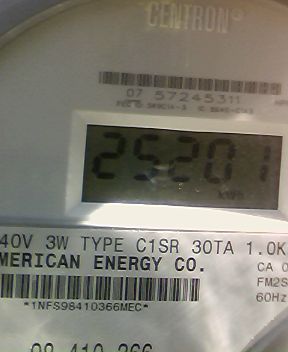 CENTRON®
07 57245311
25201
kWh
40V 3W TYPE C1SR 30TA 1.0K
MERICAN ENERGY CO.
CA 0
FM2S
60Hz
*1NFS98410366MEC*
98 410 366